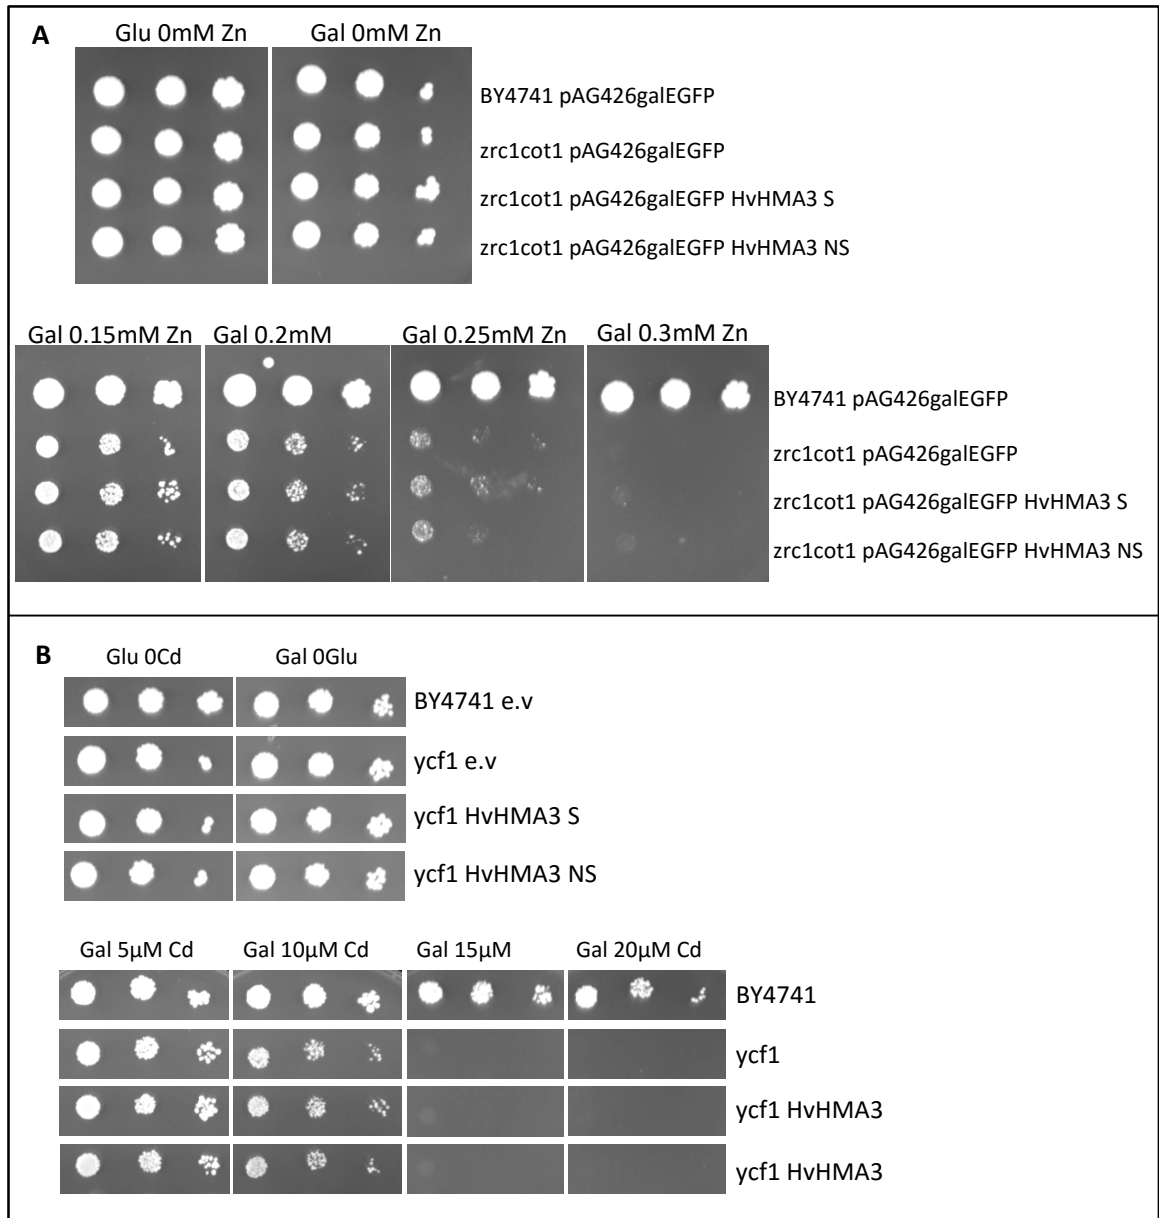 A
Glu 0mM Zn
Gal 0mM Zn
BY4741 pAG426galEGFP
zrc1cot1 pAG426galEGFP
zrc1cot1 pAG426galEGFP HvHMA3 S
zrc1cot1 pAG426galEGFP HvHMA3 NS
Gal 0.15mM Zn
Gal 0.2mM
Gal 0.25mM Zn
Gal 0.3mM Zn
BY4741 pAG426galEGFP
zrc1cot1 pAG426galEGFP
zrc1cot1 pAG426galEGFP HvHMA3 S
zrc1cot1 pAG426galEGFP HvHMA3 NS
B
Glu 0Cd
Gal 0Glu
BY4741 e.v
ycf1 e.v
ycf1 HvHMA3 S
ycf1 HvHMA3 NS
Gal 5µM Cd
Gal 10µM Cd
Gal 15µM
Gal 20µM Cd
BY4741
ycf1
ycf1 HvHMA3
ycf1 HvHMA3